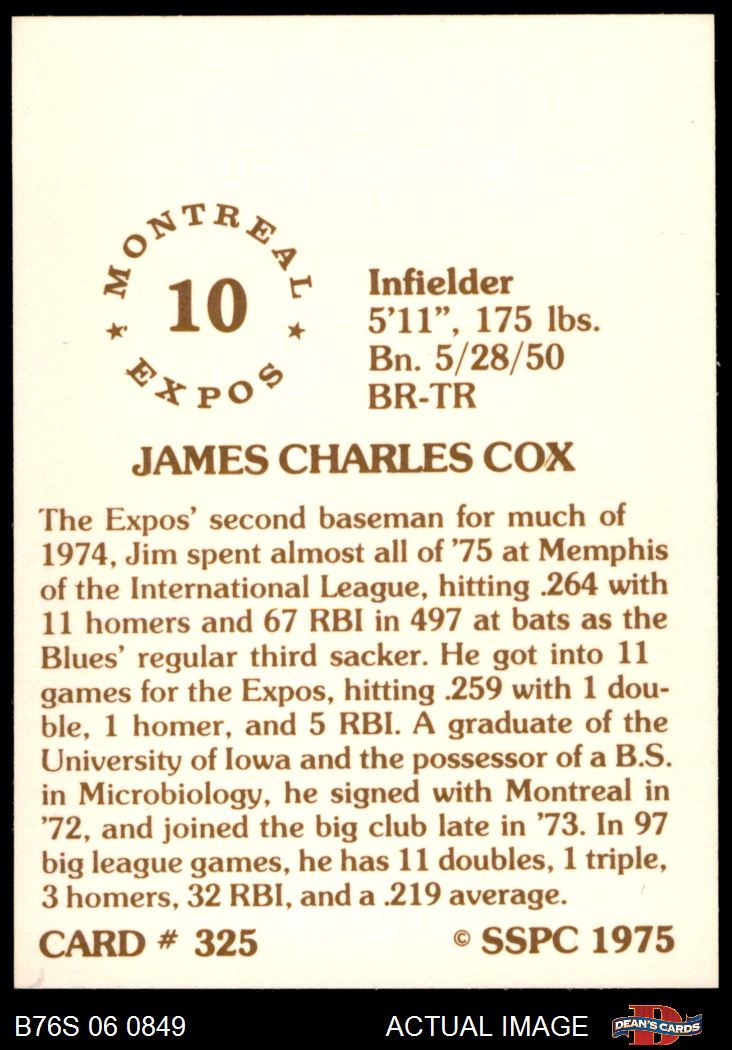 MONTREAL
10
EXPOS
Infielder
5'11", 175 lbs.
Bn. 5/28/50
BR-TR
JAMES CHARLES COX
The Expos' second baseman for much of
1974, Jim spent almost all of '75 at Memphis
of the International League, hitting .264 with
11 homers and 67 RBI in 497 at bats as the
Blues' regular third sacker. He got into 11
games for the Expos, hitting .259 with 1 dou-
ble, 1 homer, and 5 RBI. A graduate of the
University of Iowa and the possessor of a B.S.
in Microbiology, he signed with Montreal in
'72, and joined the big club late in '73. In 97
big league games, he has 11 doubles, 1 triple,
3 homers, 32 RBI, and a .219 average.
CARD # 325
© SSPC 1975
B76S 06 0849
ACTUAL IMAGE
D
DEAN'S CARDS